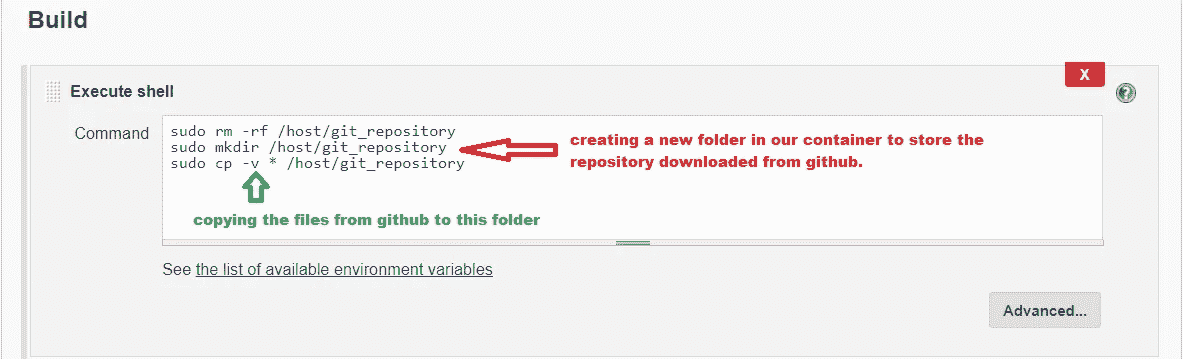 Build
Execute shell
X
Command
sudo rm -rf /host/git_repository
sudo mkdir /host/git_repository
sudo cp -v * /host/git_repository
creating a new folder in our container to store the
repository downloaded from github.
copying the files from github to this folder
See the list of available environment variables
Advanced...